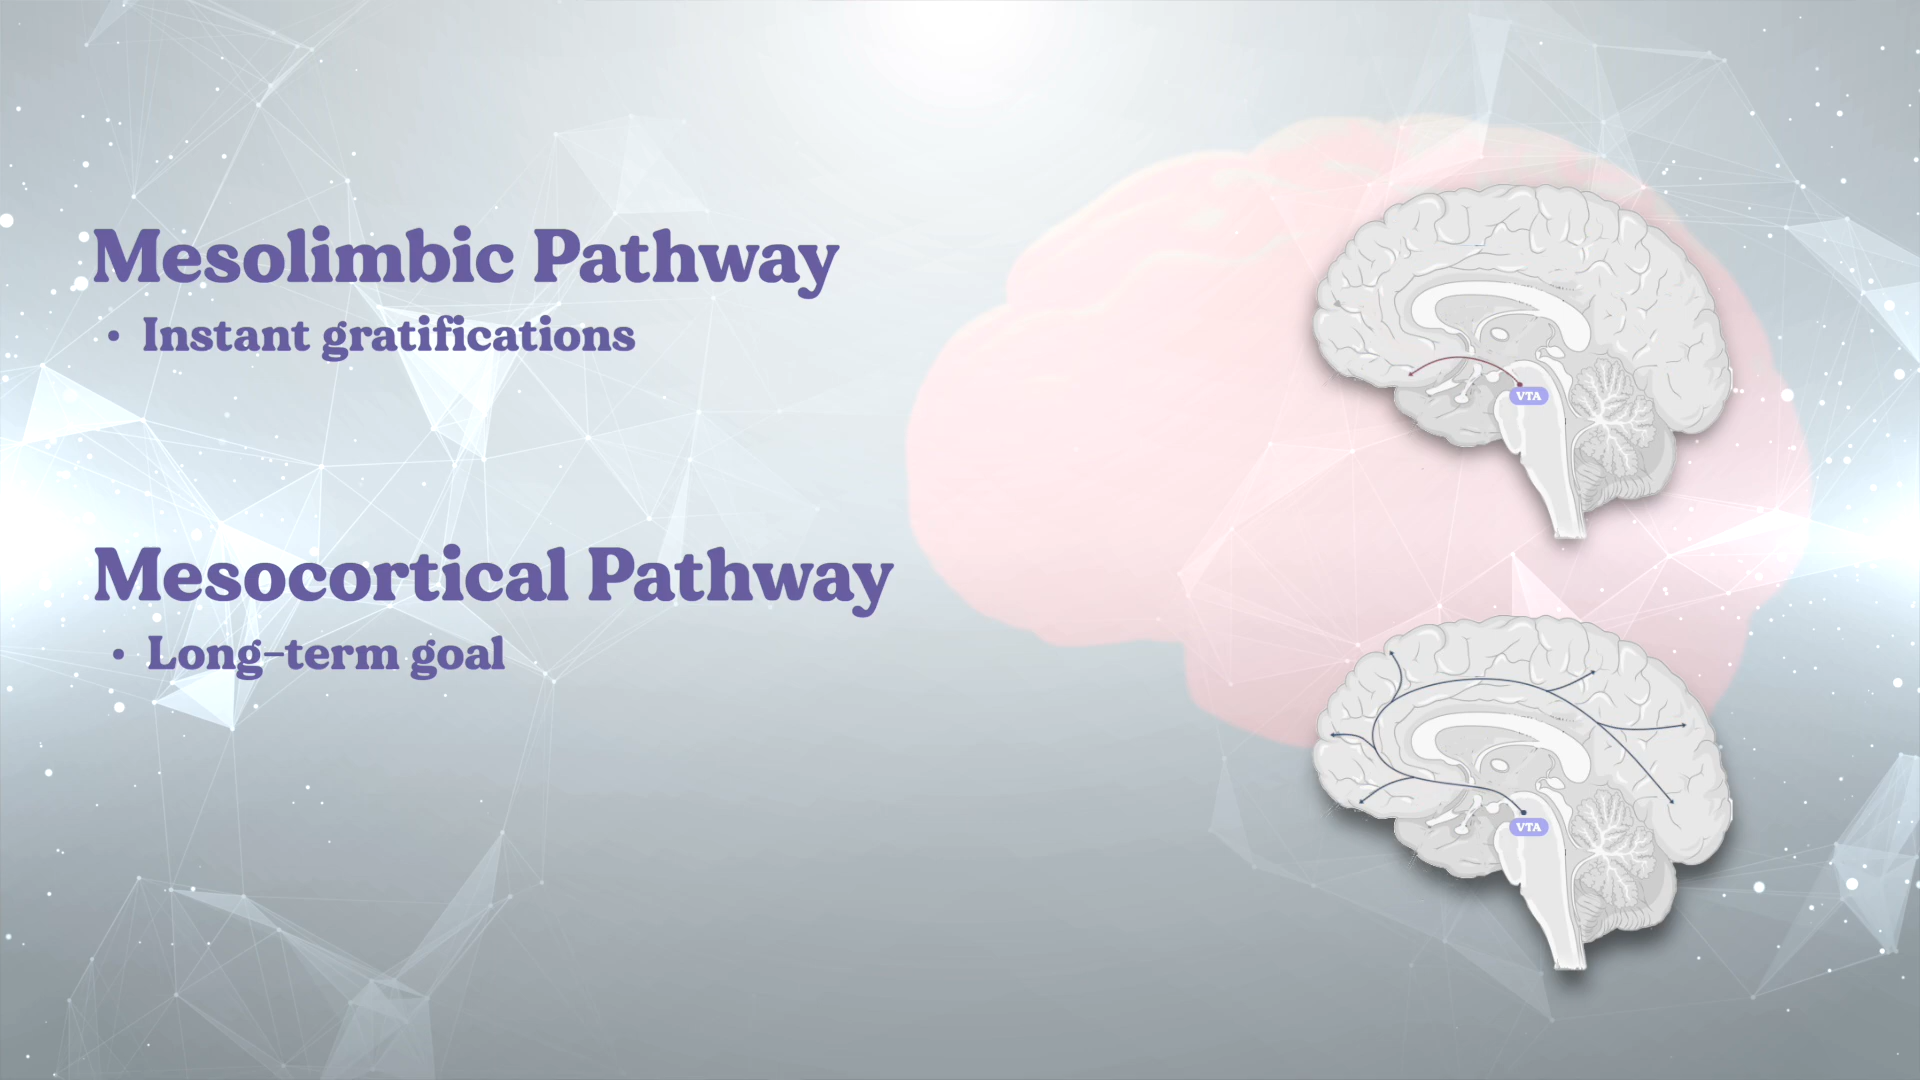 Mesolimbic Pathway
• Instant gratifications
VTA
Mesocortical Pathway
• Long-term goal
VTA